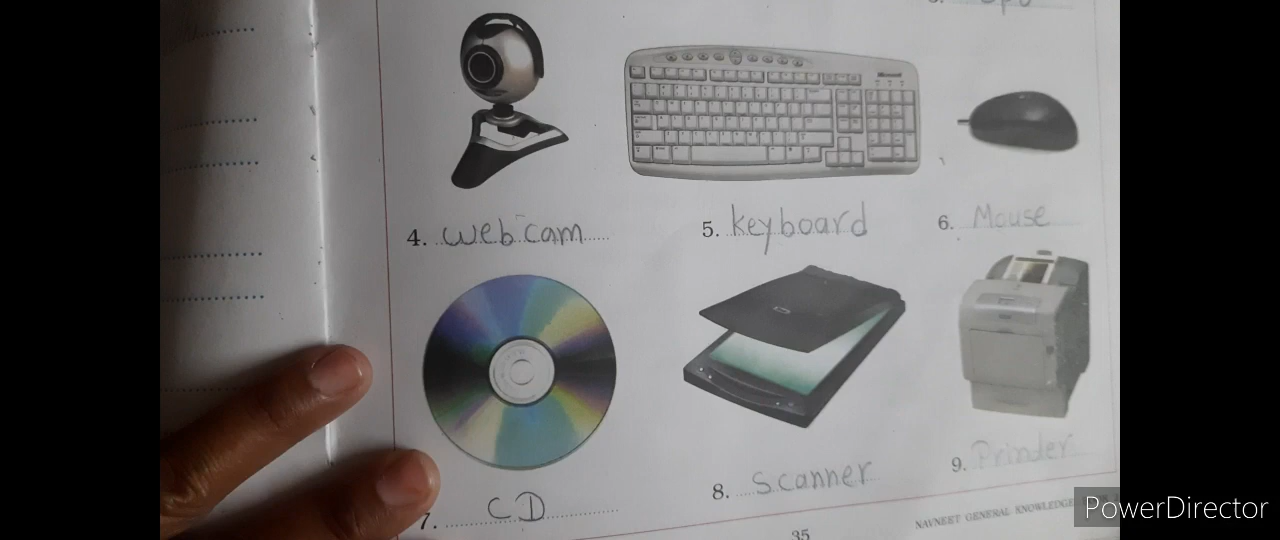 4. Web cam
5. keyboard
6. Mouse
7. CD
8. Scanner
9. Printer
35
NAVNEET GENERAL KNOWLEDGE
PowerDirector